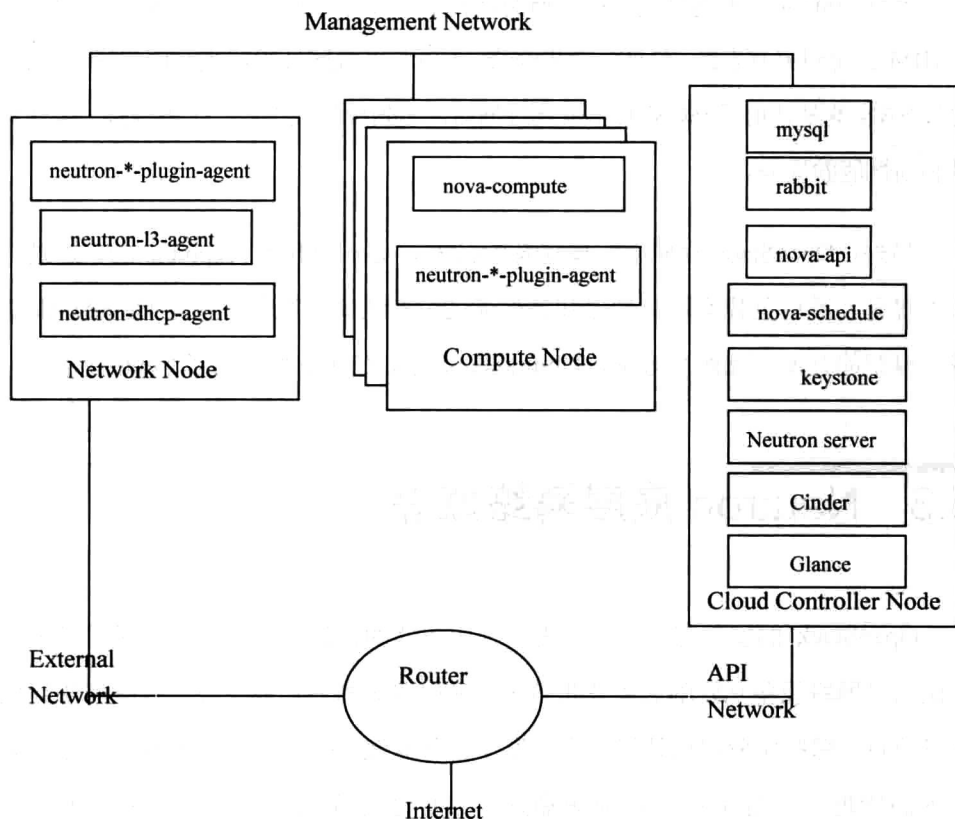 Management Network
neutron-*-plugin-agent
neutron-l3-agent
neutron-dhcp-agent
Network Node
nova-compute
neutron-*-plugin-agent
Compute Node
mysql
rabbit
nova-api
nova-schedule
keystone
Neutron server
Cinder
Glance
Cloud Controller Node
External
Network
Router
API
Network
Internet